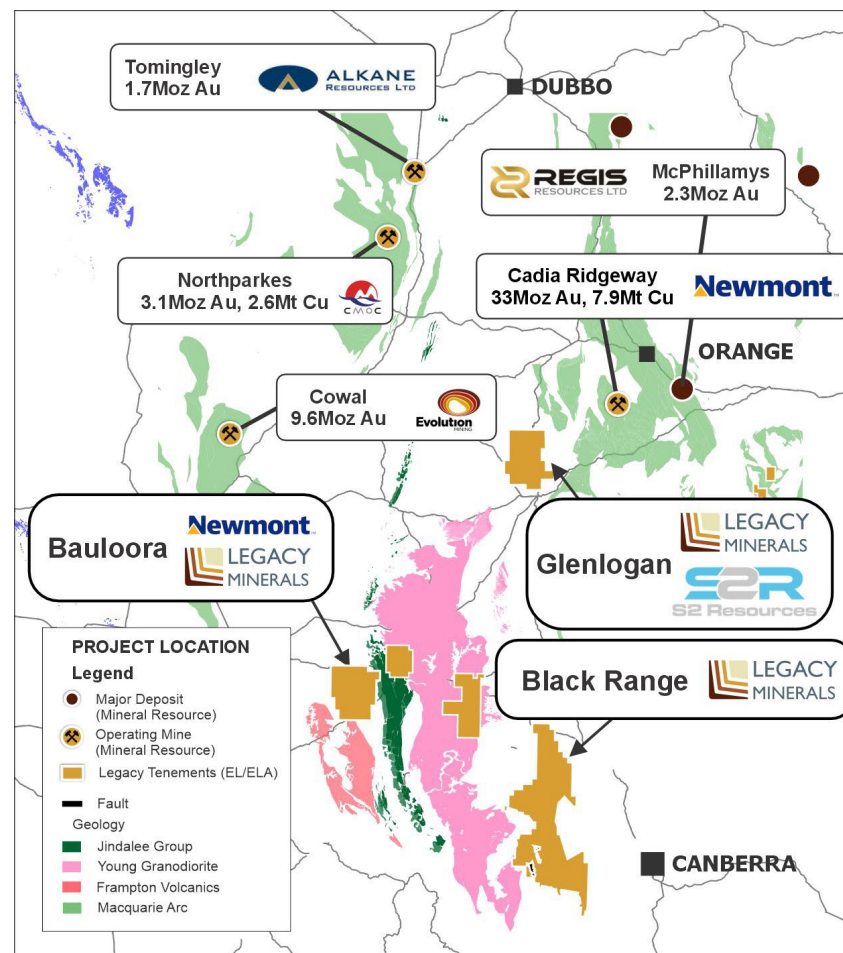 Tomingley
1.7Moz Au
ALKANE
RESOURCES LTD
DUBBO
REGIS
RESOURCES LTD
McPhillamys
2.3Moz Au
Northparkes
3.1Moz Au, 2.6Mt Cu
CMOC
Cadia Ridgeway
33Moz Au, 7.9Mt Cu
Newmont™
ORANGE
Cowal
9.6Moz Au
Evolution
MINING
Bauloora
Newmont™
LEGACY
MINERALS
Glenlogan
LEGACY
MINERALS
S2R
S2 Resources
Black Range
LEGACY
MINERALS
PROJECT LOCATION
Legend
Major Deposit
(Mineral Resource)
Operating Mine
(Mineral Resource)
Legacy Tenements (EL/ELA)
Fault
Geology
Jindalee Group
Young Granodiorite
Frampton Volcanics
Macquarie Arc
CANBERRA